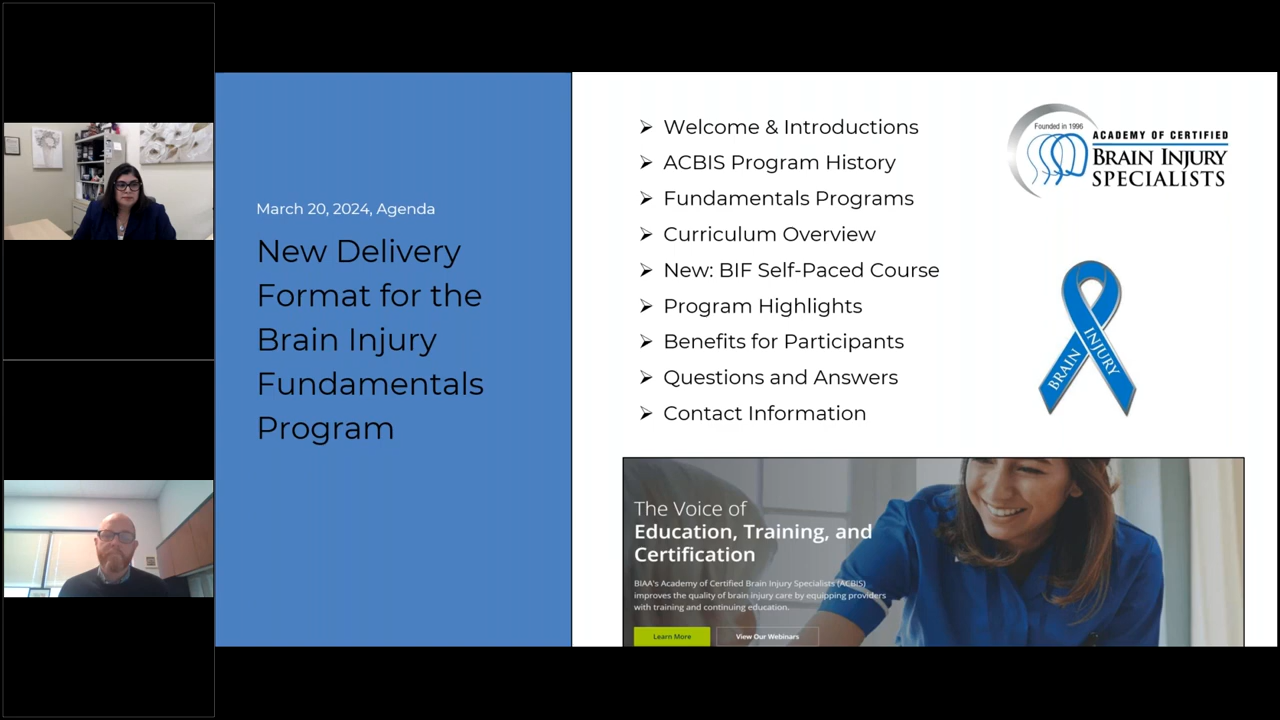 March 20, 2024, Agenda
New Delivery
Format for the
Brain Injury
Fundamentals
Program
Welcome & Introductions
ACBIS Program History
Fundamentals Programs
Curriculum Overview
New: BIF Self-Paced Course
Program Highlights
Benefits for Participants
Questions and Answers
Contact Information
Founded in 1996
ACADEMY OF CERTIFIED
BRAIN INJURY
SPECIALISTS
BRAIN INJURY
The Voice of
Education, Training, and
Certification
BIAA's Academy of Certified Brain Injury Specialists (ACBIS)
improves the quality of brain injury care by equipping providers
with training and continuing education.
Learn More
View Our Webinars